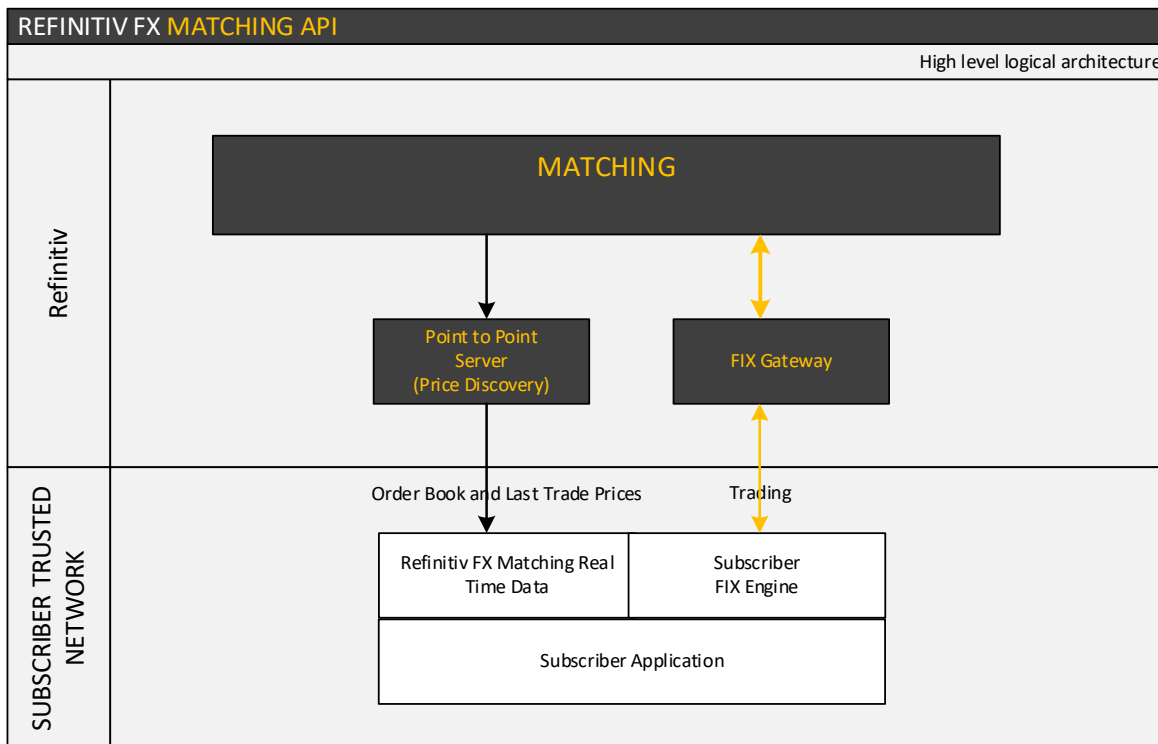 REFINITIV FX MATCHING API
High level logical architecture
Refinitiv
MATCHING
Point to Point
Server
(Price Discovery)
FIX Gateway
SUBSCRIBER TRUSTED
NETWORK
Order Book and Last Trade Prices
Trading
Refinitiv FX Matching Real
Time Data
Subscriber
FIX Engine
Subscriber Application